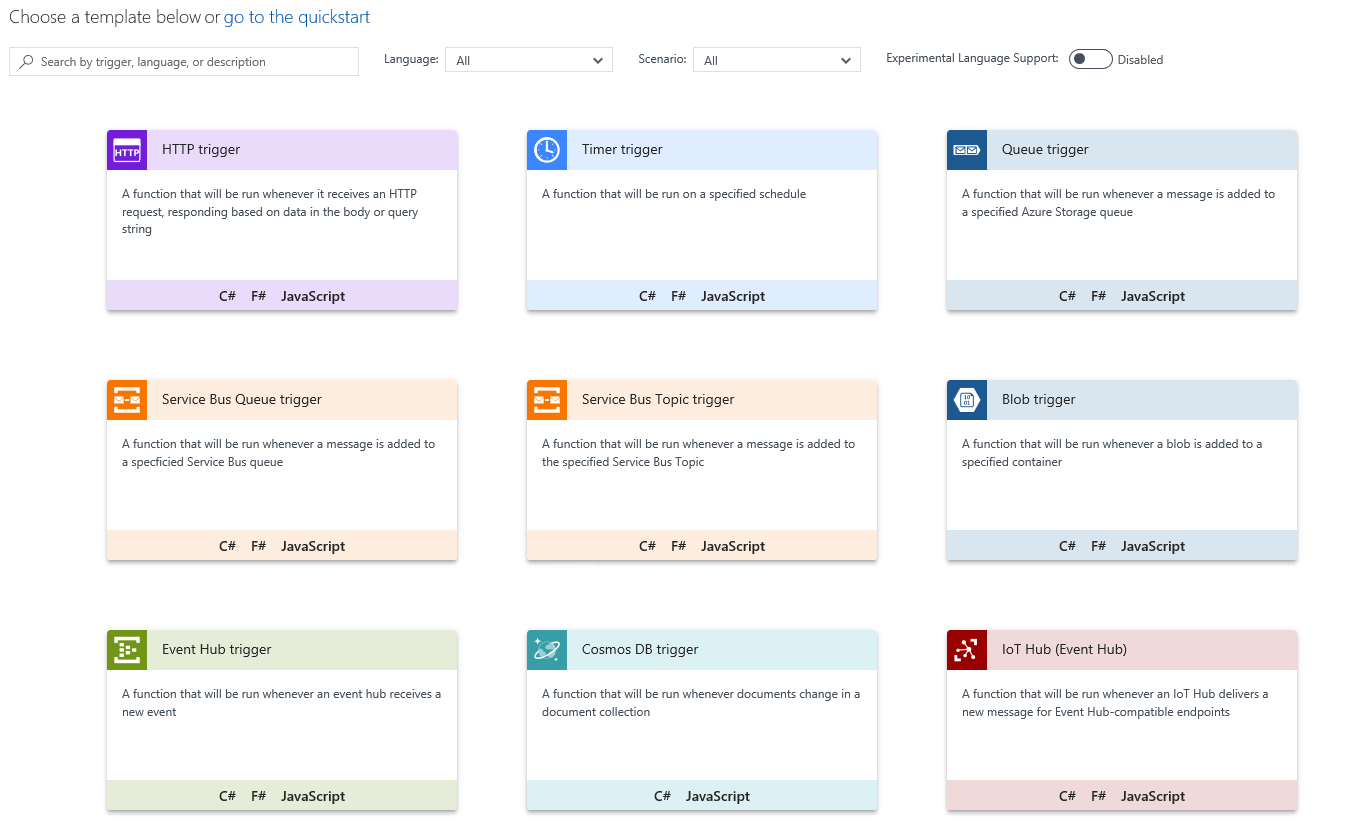 Choose a template below or go to the quickstart
Search by trigger, language, or description
Language: All
Scenario: All
Experimental Language Support: Disabled
HTTP
HTTP trigger
A function that will be run whenever it receives an HTTP
request, responding based on data in the body or query
string
C# F# JavaScript
Timer trigger
A function that will be run on a specified schedule
C# F# JavaScript
Queue trigger
A function that will be run whenever a message is added to
a specified Azure Storage queue
C# F# JavaScript
Service Bus Queue trigger
A function that will be run whenever a message is added to
a specficied Service Bus queue
C# F# JavaScript
Service Bus Topic trigger
A function that will be run whenever a message is added to
the specified Service Bus Topic
C# F# JavaScript
10
01
Blob trigger
A function that will be run whenever a blob is added to a
specified container
C# F# JavaScript
Event Hub trigger
A function that will be run whenever an event hub receives a
new event
C# F# JavaScript
Cosmos DB trigger
A function that will be run whenever documents change in a
document collection
C# JavaScript
IoT Hub (Event Hub)
A function that will be run whenever an IoT Hub delivers a
new message for Event Hub-compatible endpoints
C# F# JavaScript